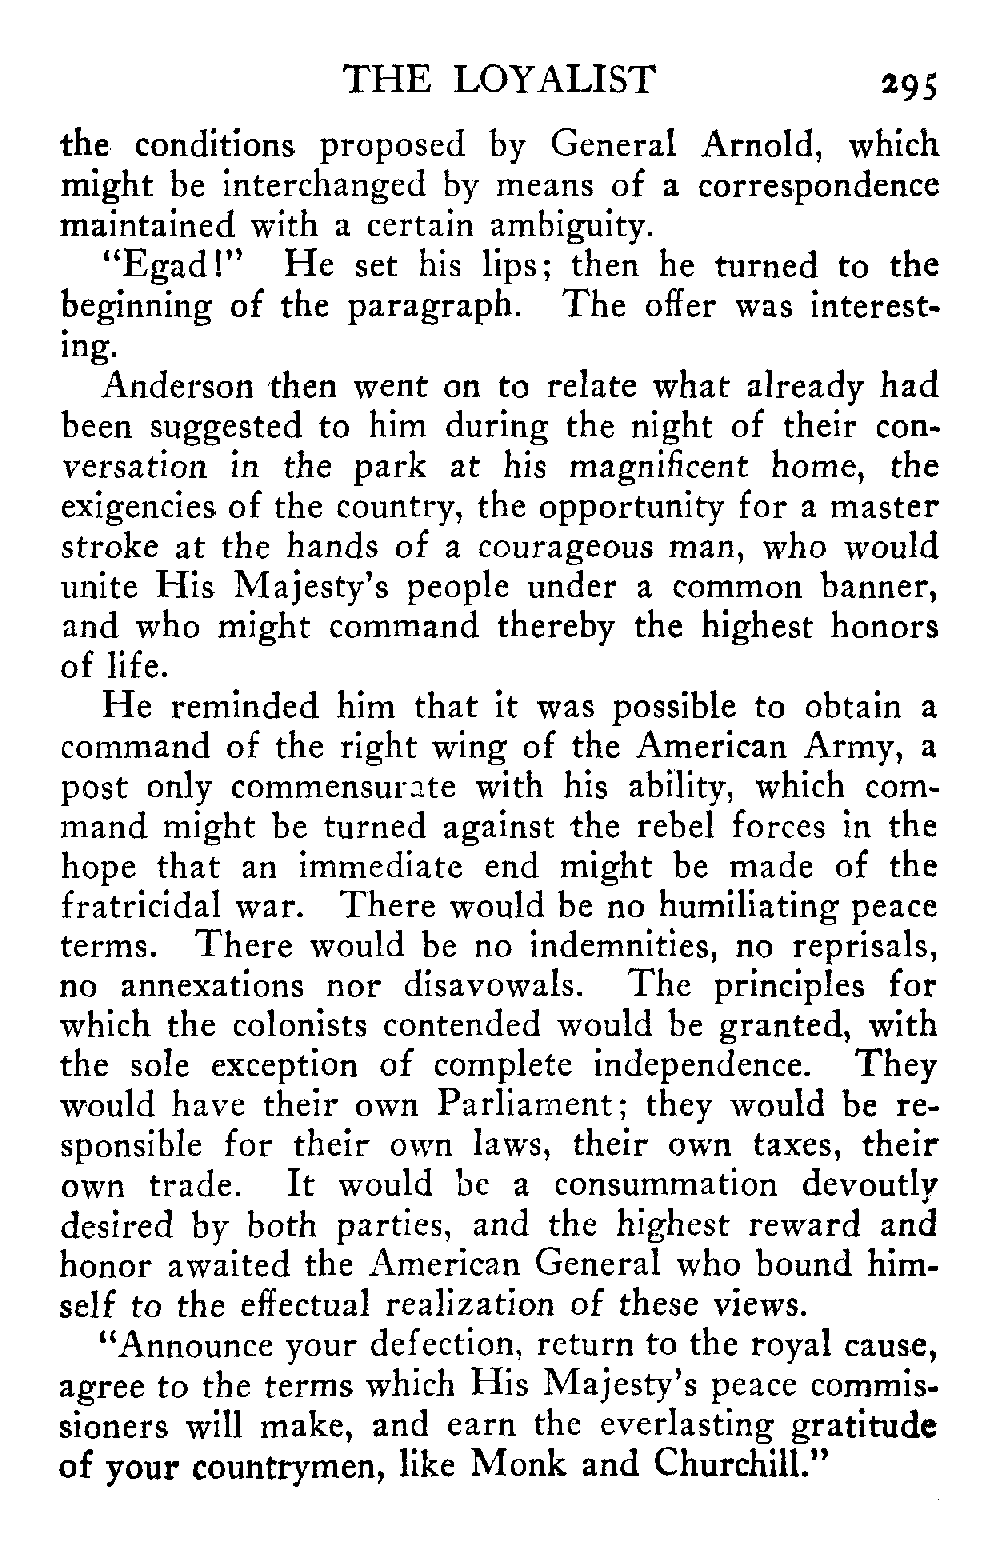 THE LOYALIST 295
the conditions proposed by General Arnold, which
might be interchanged by means of a correspondence
maintained with a certain ambiguity.
"Egad!" He set his lips; then he turned to the
beginning of the paragraph. The offer was interest-
ing.
Anderson then went on to relate what already had
been suggested to him during the night of their con-
versation in the park at his magnificent home, the
exigencies of the country, the opportunity for a master
stroke at the hands of a courageous man, who would
unite His Majesty's people under a common banner,
and who might command thereby the highest honors
of life.
He reminded him that it was possible to obtain a
command of the right wing of the American Army, a
post only commensurate with his ability, which com-
mand might be turned against the rebel forces in the
hope that an immediate end might be made of the
fratricidal war. There would be no humiliating peace
terms. There would be no indemnities, no reprisals,
no annexations nor disavowals. The principles for
which the colonists contended would be granted, with
the sole exception of complete independence. They
would have their own Parliament; they would be re-
sponsible for their own laws, their own taxes, their
own trade. It would be a consummation devoutly
desired by both parties, and the highest reward and
honor awaited the American General who bound him-
self to the effectual realization of these views.
"Announce your defection, return to the royal cause,
agree to the terms which His Majesty's peace commis-
sioners will make, and earn the everlasting gratitude
of your countrymen, like Monk and Churchill."